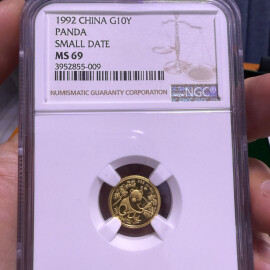 1992 CHINA G10Y
PANDA
SMALL DATE
MS 69
3952855-009
NUMISMATIC GUARANTY CORPORATION
NGC